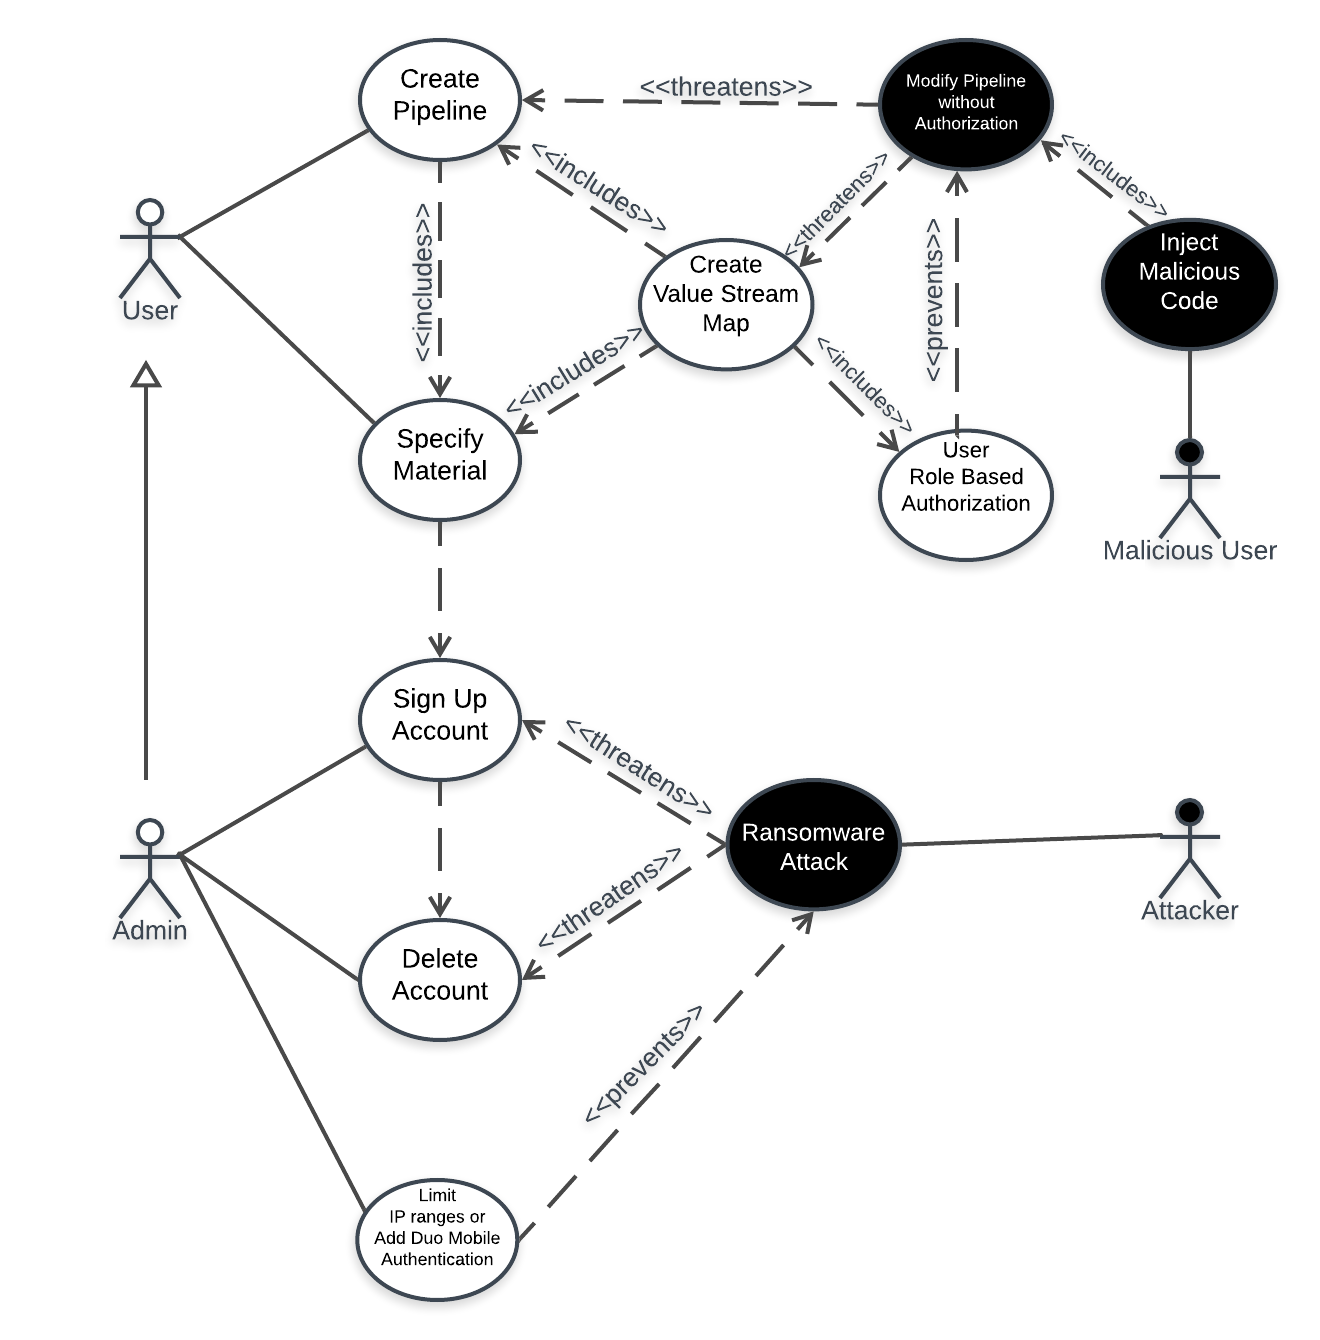 Create
Pipeline
<<threatens>>
Modify Pipeline
without
Authorization
<<includes>>
<<threatens>>
<<includes>>
<<includes>>
User
Create
Value Stream
Map
<<prevents>>
Inject
Malicious
Code
<<includes>>
<<includes>>
Specify
Material
User
Role Based
Authorization
Malicious User
Sign Up
Account
<<threatens>>
Ransomware
Attack
<<threatens>>
Admin
Attacker
Delete
Account
<<prevents>>
Limit
IP ranges or
Add Duo Mobile
Authentication